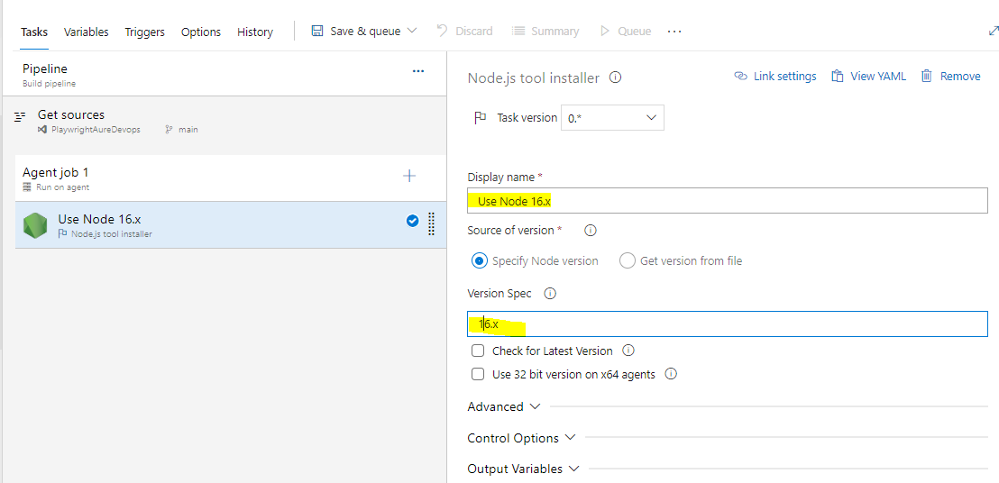 Tasks Variables Triggers Options History Save & queue Discard Summary Queue ...
Pipeline ...
Build pipeline
Get sources
PlaywrightAureDevops main
Agent job 1
Run on agent
Use Node 16.x
Node.js tool installer
Node.js tool installer Link settings View YAML Remove
Task version 0.*
Display name *
Use Node 16.x
Source of version *
Specify Node version Get version from file
Version Spec
16.x
Check for Latest Version
Use 32 bit version on x64 agents
Advanced
Control Options
Output Variables